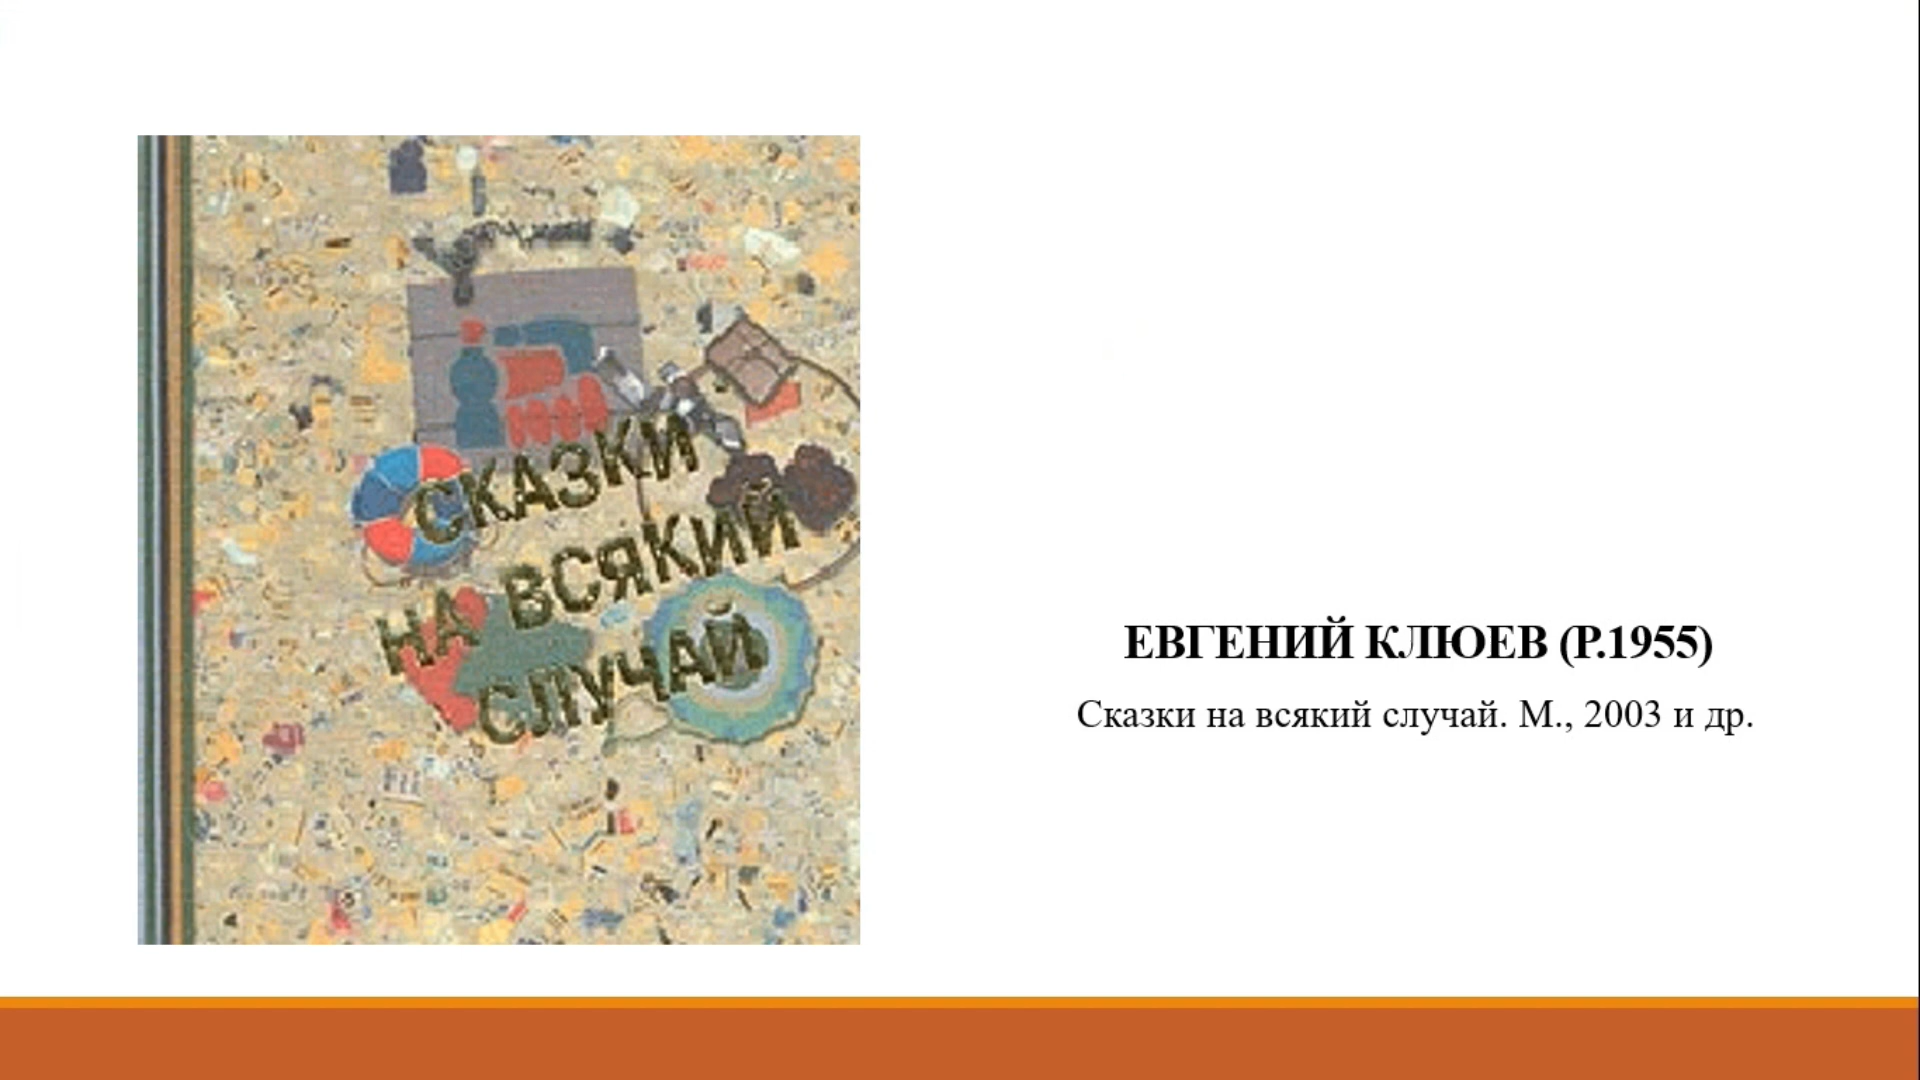 СКАЗКИ
НА ВСЯКИЙ
СЛУЧАЙ
ЕВГЕНИЙ КЛЮЕВ (Р.1955)
Сказки на всякий случай. М., 2003 и др.